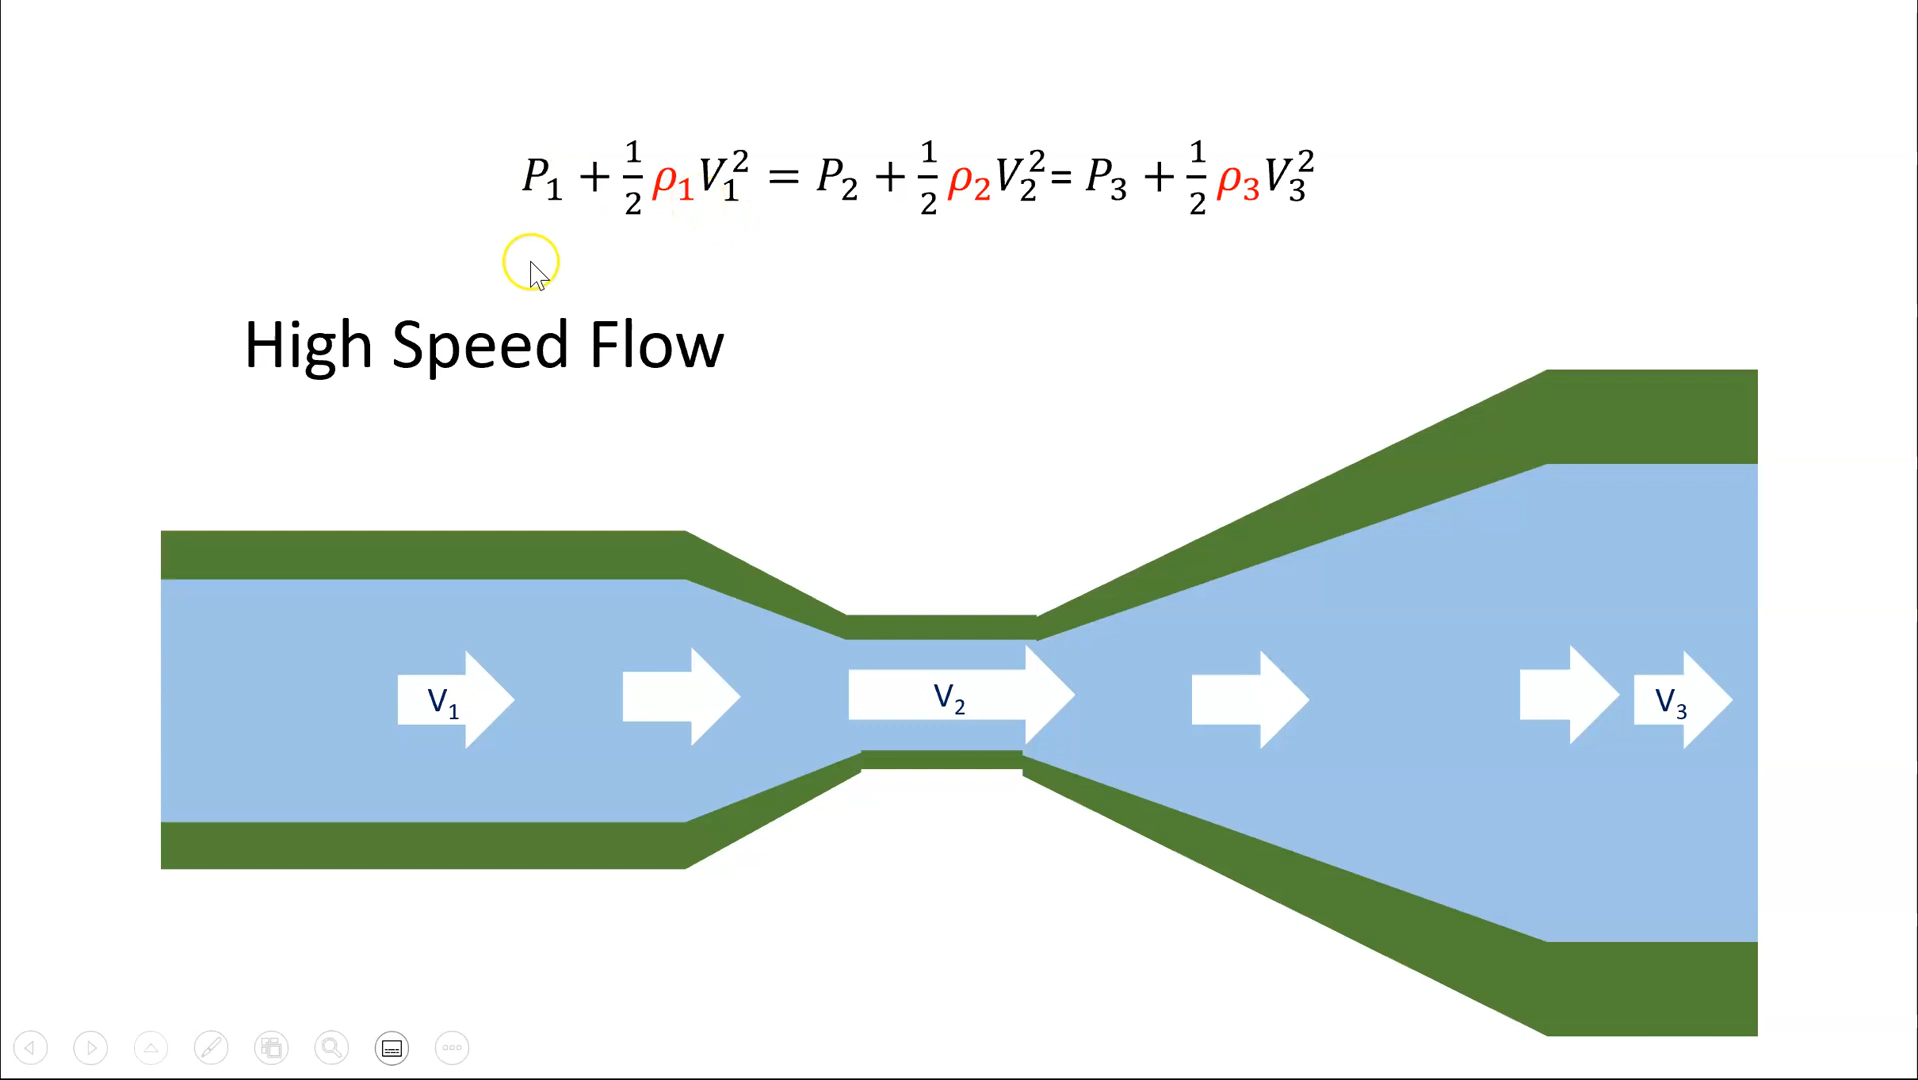 P₁ + ½ρ₁V₁² = P₂ + ½ρ₂V₂² = P₃ + ½ρ₃V₃²
High Speed Flow
V₁
V₂
V₃